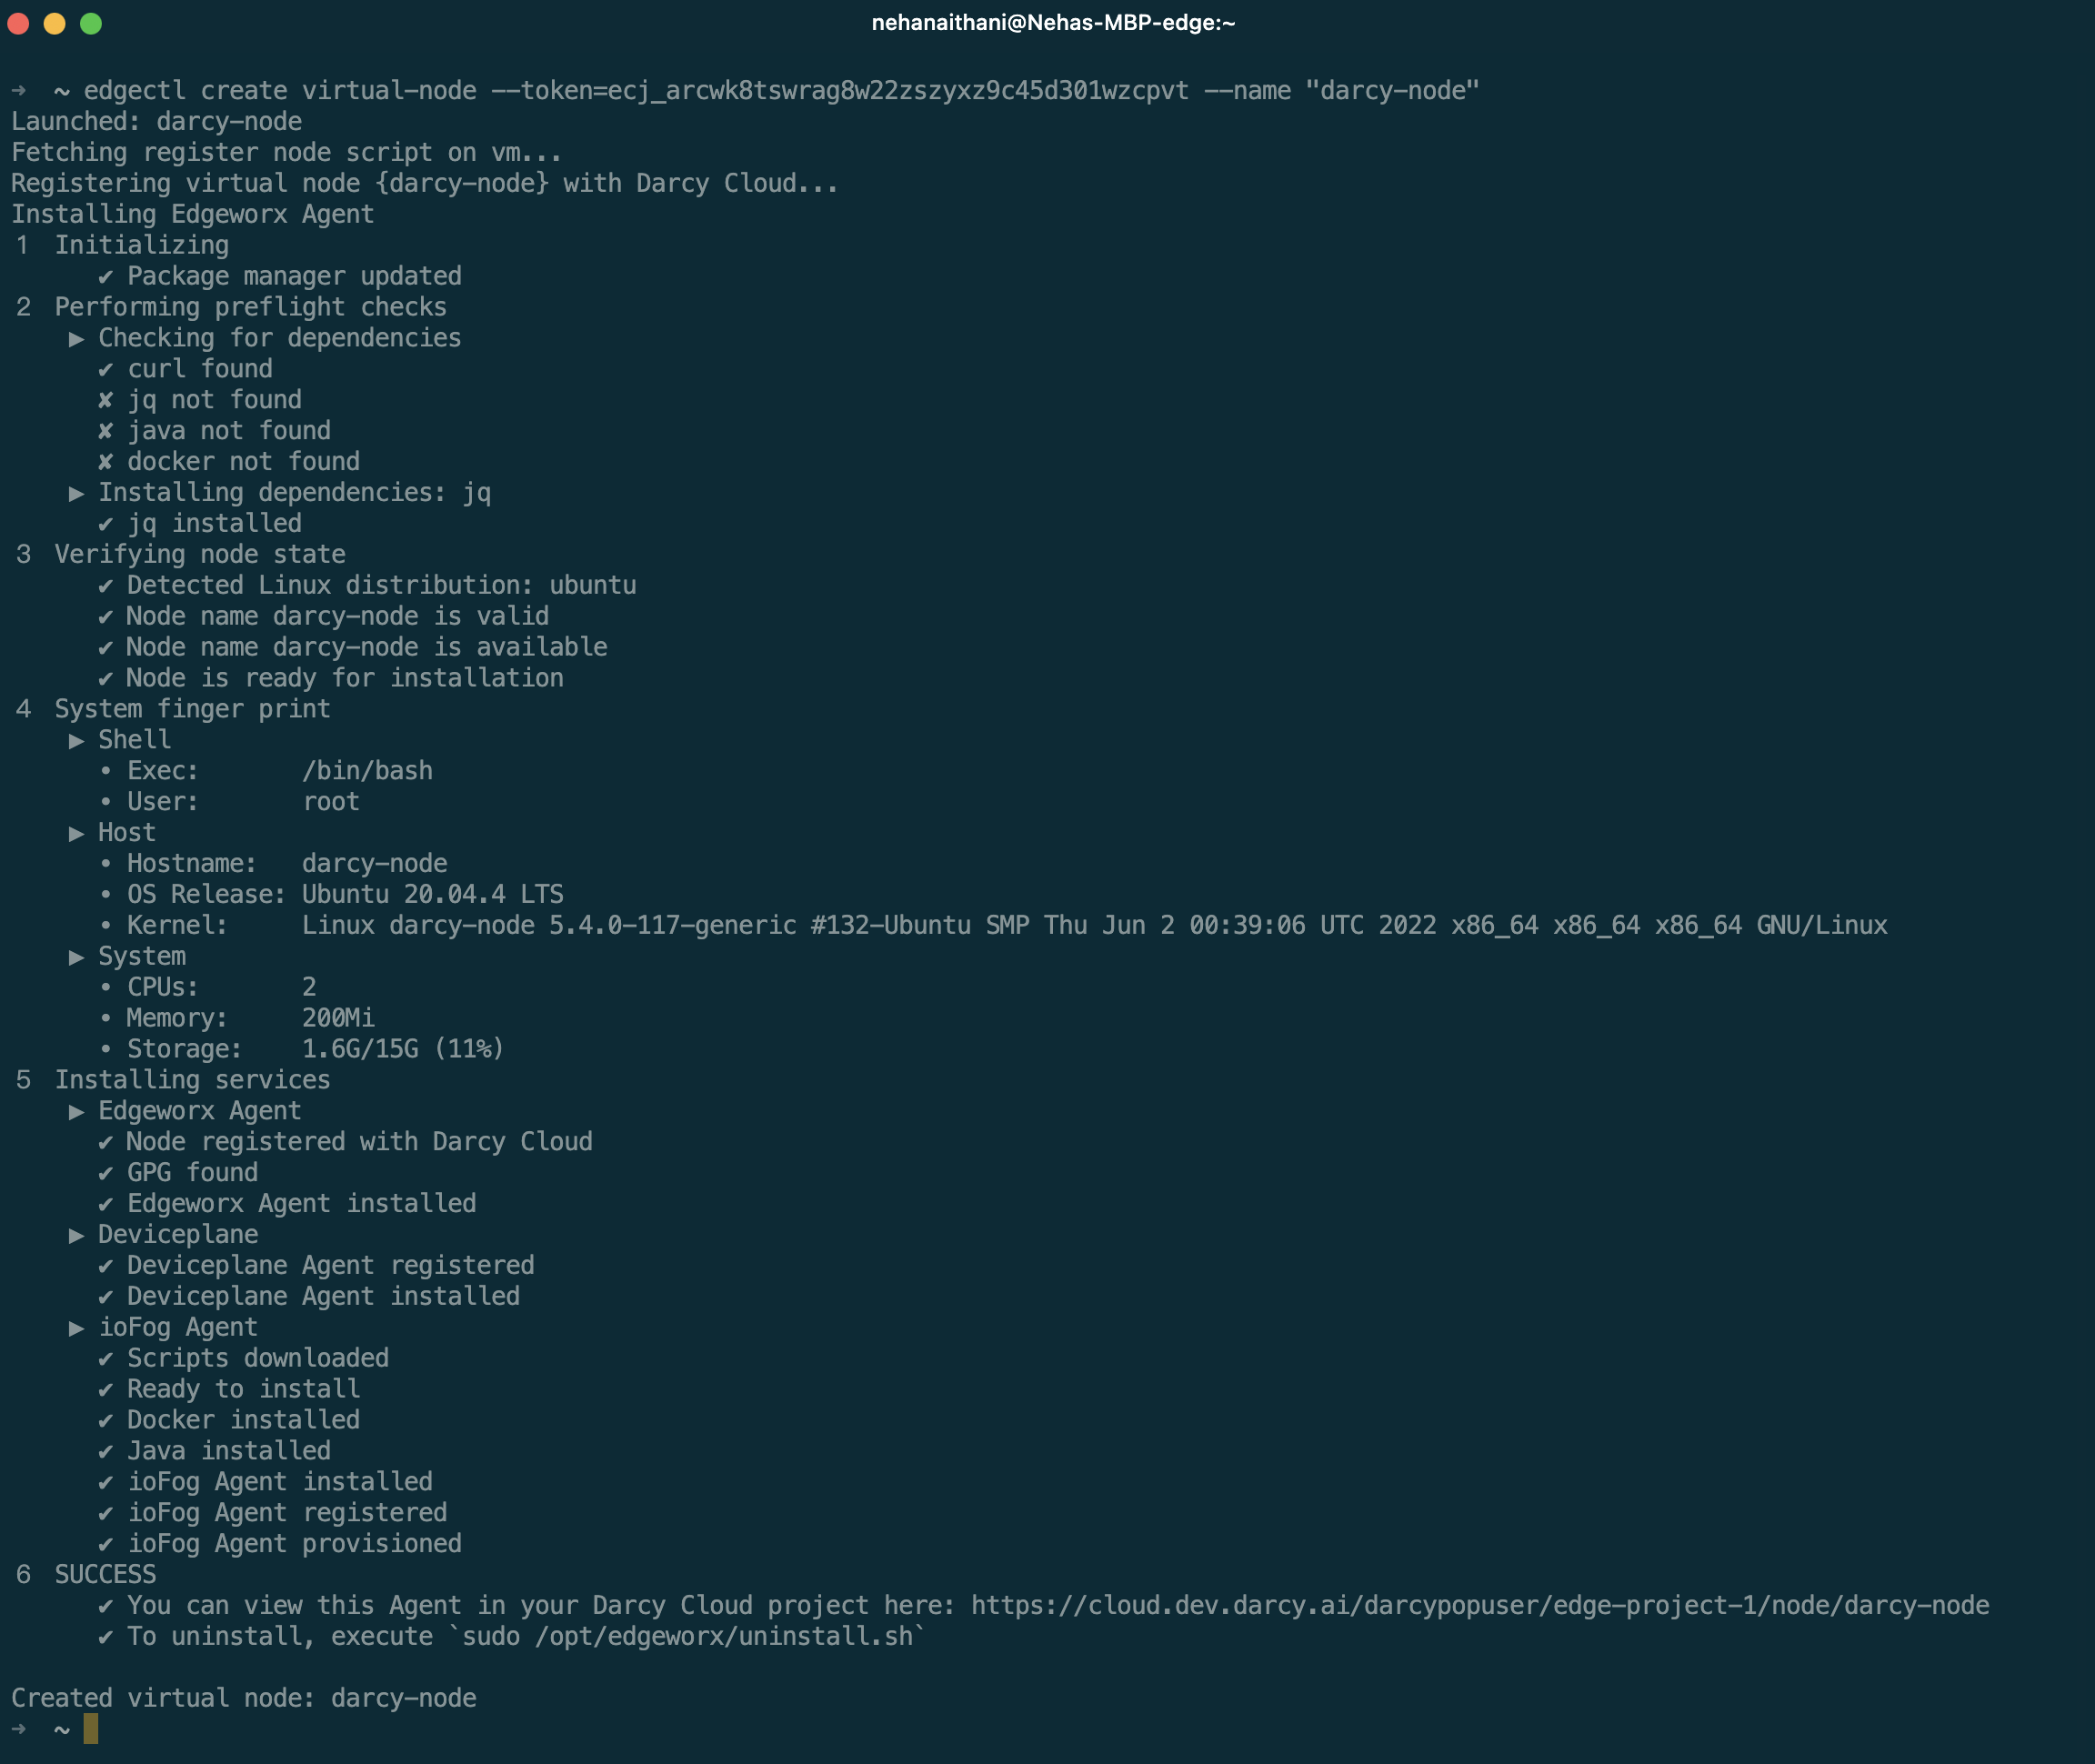 nehanaithani@Nehas-MBP-edge:~
➜  ~ edgectl create virtual-node --token=ecj_arcwk8tswrag8w22zszyxz9c45d301wzcpvt --name "darcy-node"
Launched: darcy-node
Fetching register node script on vm...
Registering virtual node {darcy-node} with Darcy Cloud...
Installing Edgeworx Agent
1  Initializing
✔ Package manager updated
2  Performing preflight checks
▶ Checking for dependencies
✔ curl found
✘ jq not found
✘ java not found
✘ docker not found
▶ Installing dependencies: jq
✔ jq installed
3  Verifying node state
✔ Detected Linux distribution: ubuntu
✔ Node name darcy-node is valid
✔ Node name darcy-node is available
✔ Node is ready for installation
4  System finger print
▶ Shell
• Exec:       /bin/bash
• User:       root
▶ Host
• Hostname:   darcy-node
• OS Release: Ubuntu 20.04.4 LTS
• Kernel:     Linux darcy-node 5.4.0-117-generic #132-Ubuntu SMP Thu Jun 2 00:39:06 UTC 2022 x86_64 x86_64 x86_64 GNU/Linux
▶ System
• CPUs:       2
• Memory:     200Mi
• Storage:    1.6G/15G (11%)
5  Installing services
▶ Edgeworx Agent
✔ Node registered with Darcy Cloud
✔ GPG found
✔ Edgeworx Agent installed
▶ Deviceplane
✔ Deviceplane Agent registered
✔ Deviceplane Agent installed
▶ ioFog Agent
✔ Scripts downloaded
✔ Ready to install
✔ Docker installed
✔ Java installed
✔ ioFog Agent installed
✔ ioFog Agent registered
✔ ioFog Agent provisioned
6  SUCCESS
✔ You can view this Agent in your Darcy Cloud project here: https://cloud.dev.darcy.ai/darcypopuser/edge-project-1/node/darcy-node
✔ To uninstall, execute `sudo /opt/edgeworx/uninstall.sh`
Created virtual node: darcy-node
➜  ~